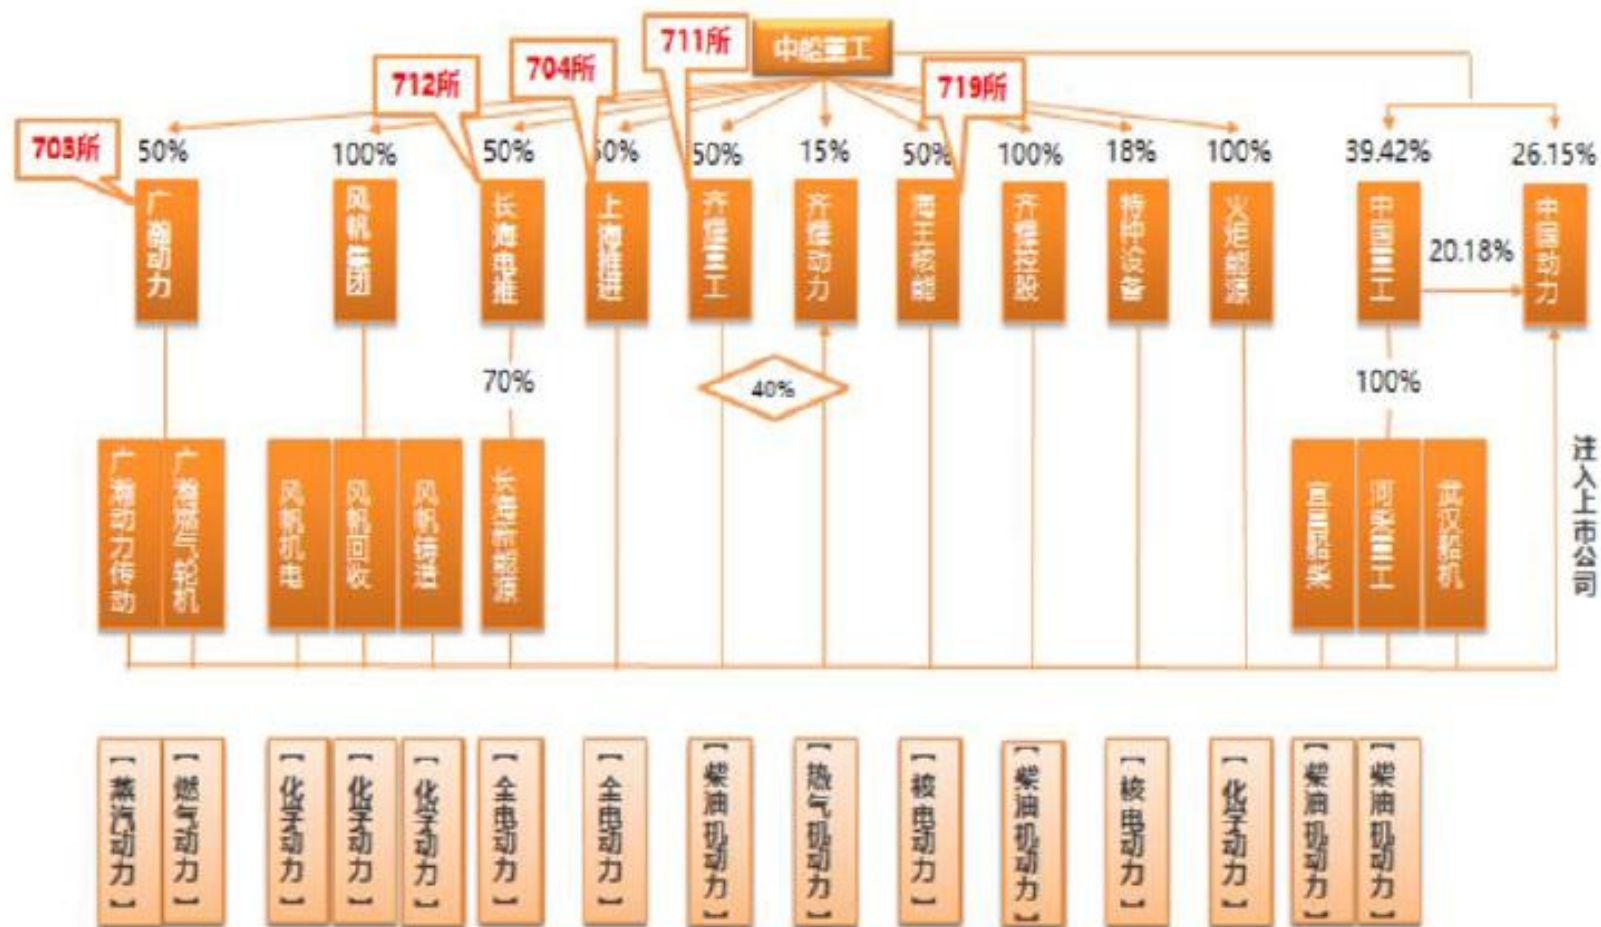 中船重工
711所
704所
712所
719所
703所
50%
100%
50%
50%
15%
50%
100%
18%
100%
39.42%
26.15%
广瀚动力
风帆集团
长海电推
上海推进
齐耀重工
齐耀动力
海王核能
齐耀控股
特种设备
火炬能源
中国重工
20.18%
中国动力
70%
40%
100%
广瀚动力传动
广瀚燃气轮机
风帆机电
风帆回收
风帆铸造
长海新能源
河柴重工
武汉船机
注入上市公司
【蒸汽动力】
【燃气动力】
【化学动力】
【化学动力】
【化学动力】
【全电动力】
【全电动力】
【柴油机动力】
【热气机动力】
【核电动力】
【柴油机动力】
【核电动力】
【化学动力】
【柴油机动力】
【柴油机动力】